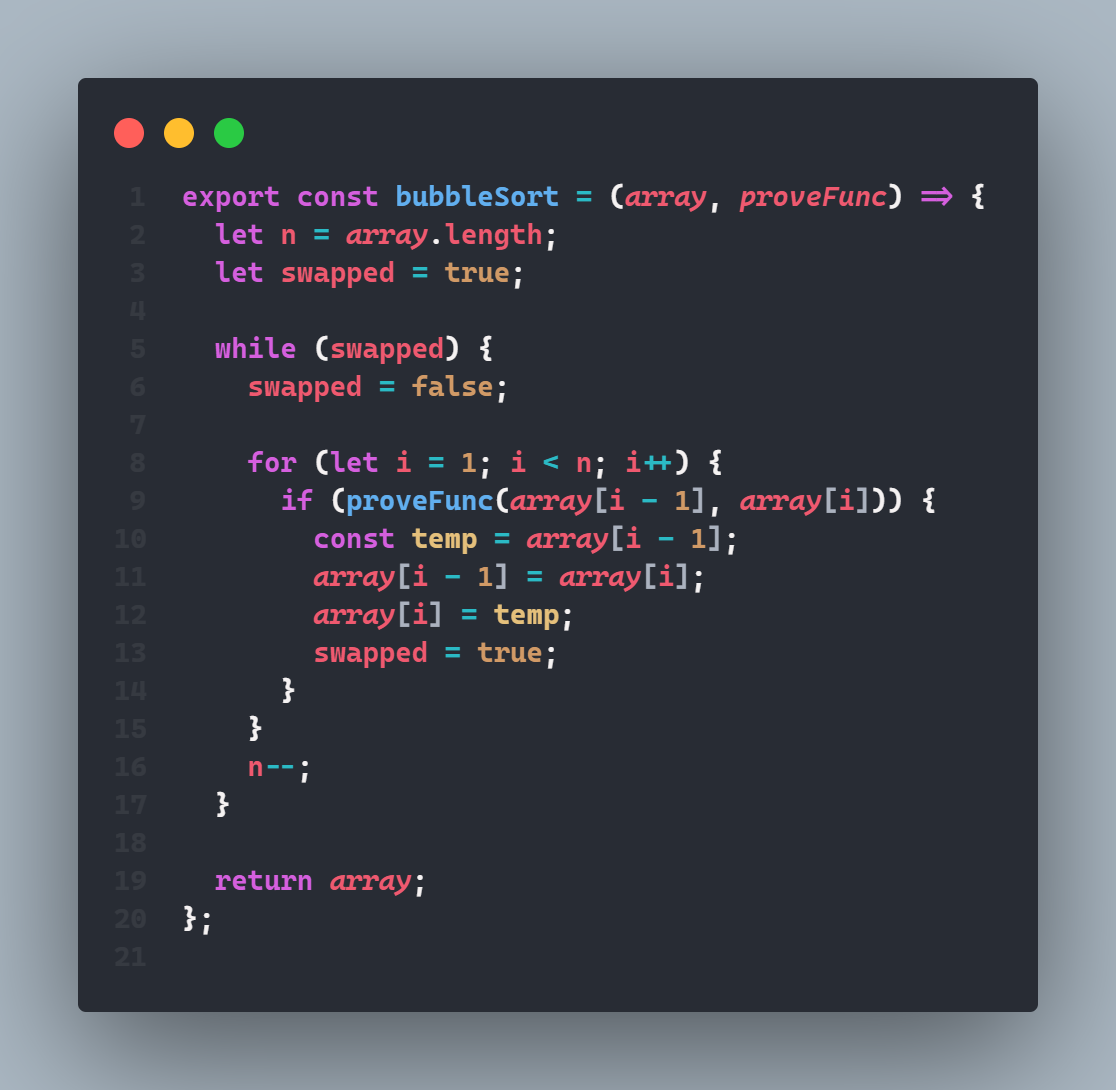 1 export const bubbleSort = (array, proveFunc) => {
2   let n = array.length;
3   let swapped = true;
4
5   while (swapped) {
6     swapped = false;
7
8     for (let i = 1; i < n; i++) {
9       if (proveFunc(array[i - 1], array[i])) {
10         const temp = array[i - 1];
11         array[i - 1] = array[i];
12         array[i] = temp;
13         swapped = true;
14       }
15     }
16     n--;
17   }
18
19   return array;
20 };
21